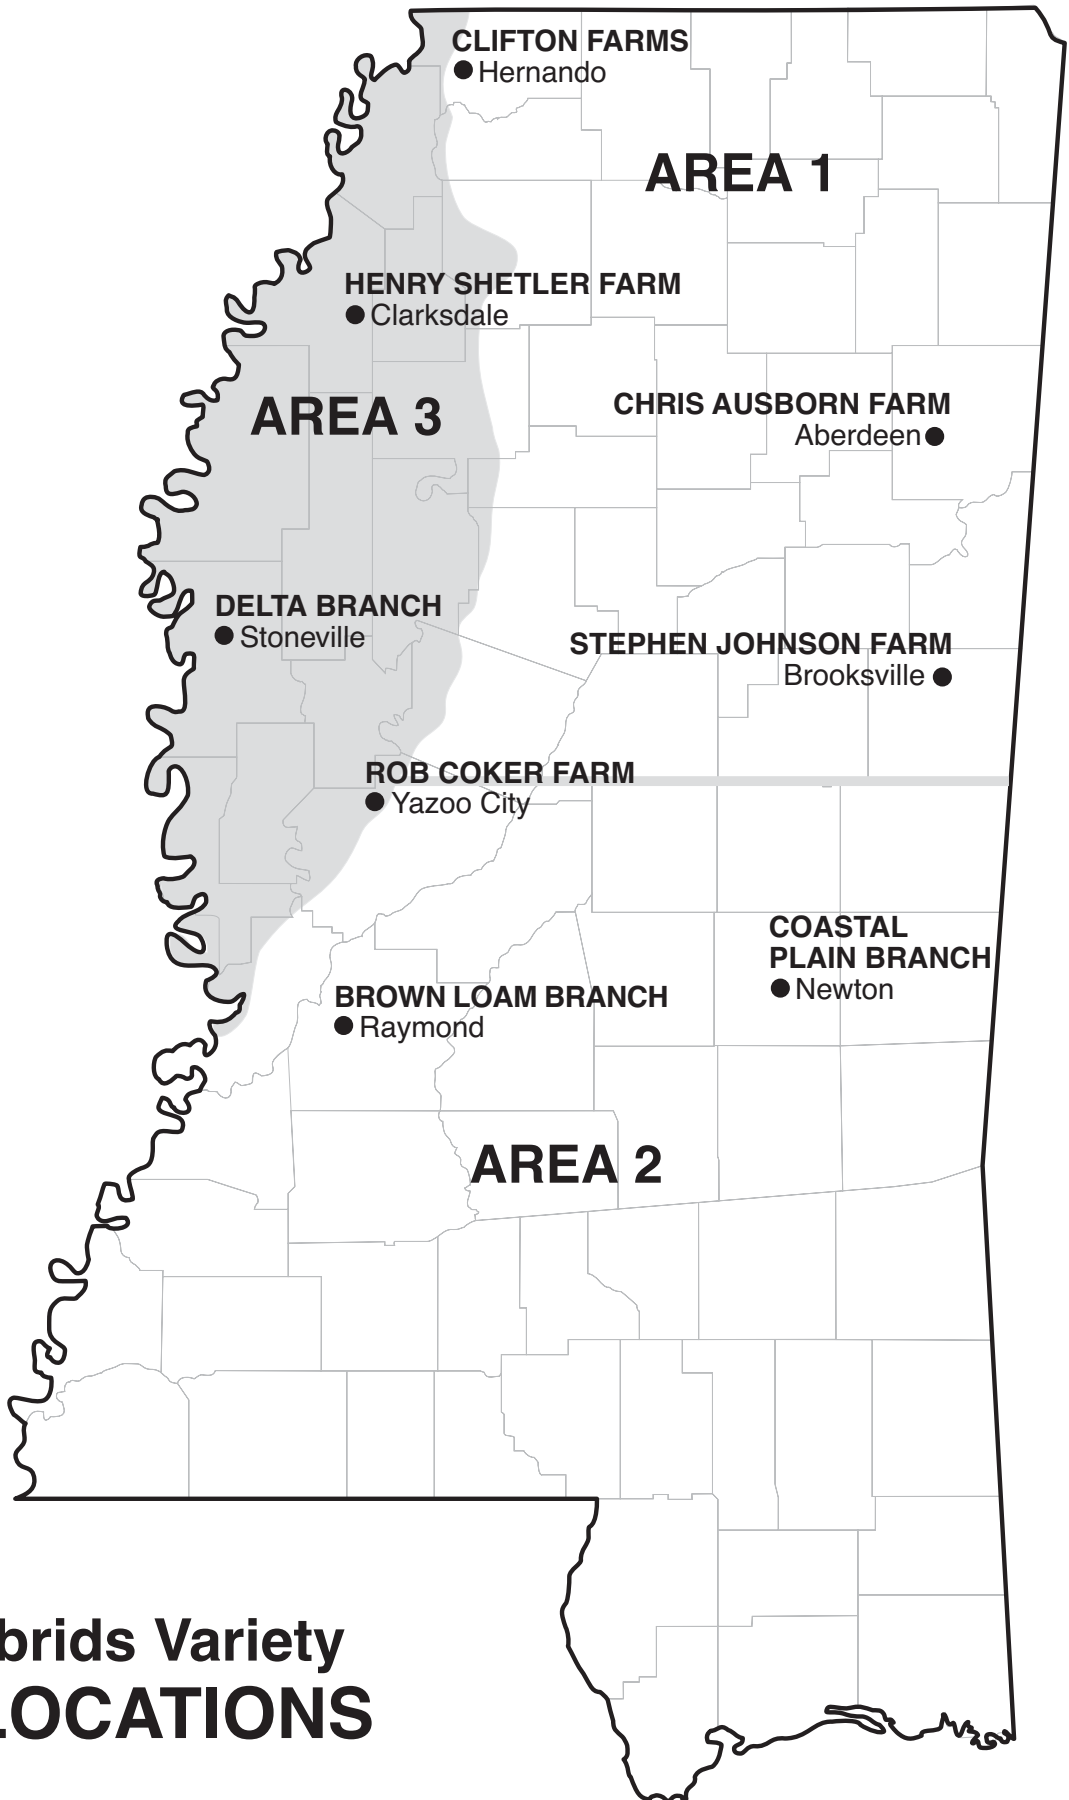 CLIFTON FARMS
Hernando
AREA 1
HENRY SHETLER FARM
Clarksdale
CHRIS AUSBORN FARM
Aberdeen
AREA 3
DELTA BRANCH
Stoneville
STEPHEN JOHNSON FARM
Brooksville
ROB COKER FARM
Yazoo City
COASTAL
PLAIN BRANCH
Newton
BROWN LOAM BRANCH
Raymond
AREA 2
brids Variety
LOCATIONS